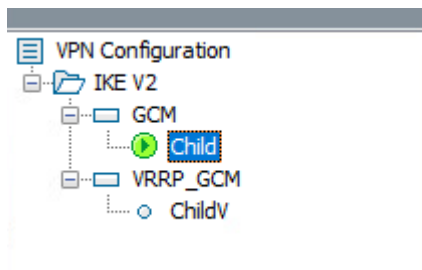 VPN Configuration
IKE V2
GCM
Child
VRRP_GCM
ChildV